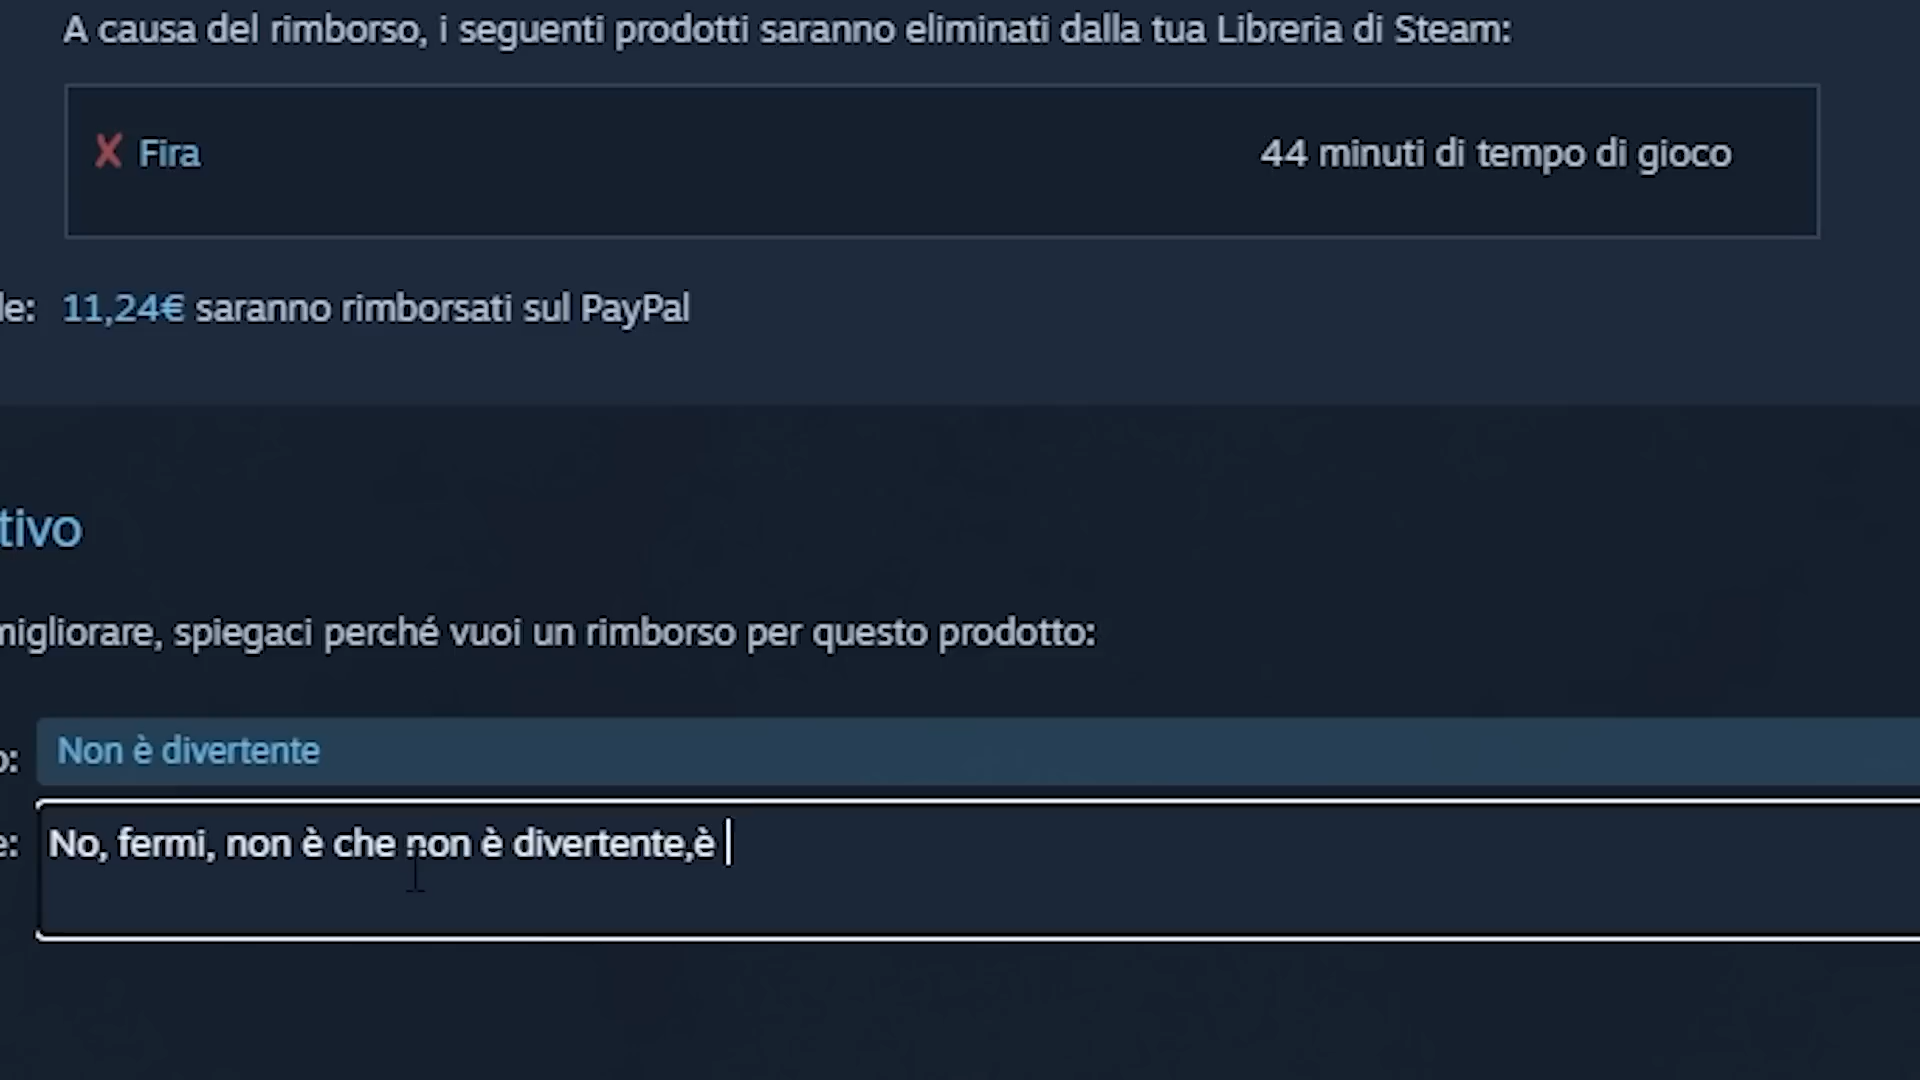 A causa del rimborso, i seguenti prodotti saranno eliminati dalla tua Libreria di Steam:
X Fira 44 minuti di tempo di gioco
le: 11,24€ saranno rimborsati sul PayPal
tivo
migliorare, spiegaci perché vuoi un rimborso per questo prodotto:
o: Non è divertente
e: No, fermi, non è che non è divertente,è